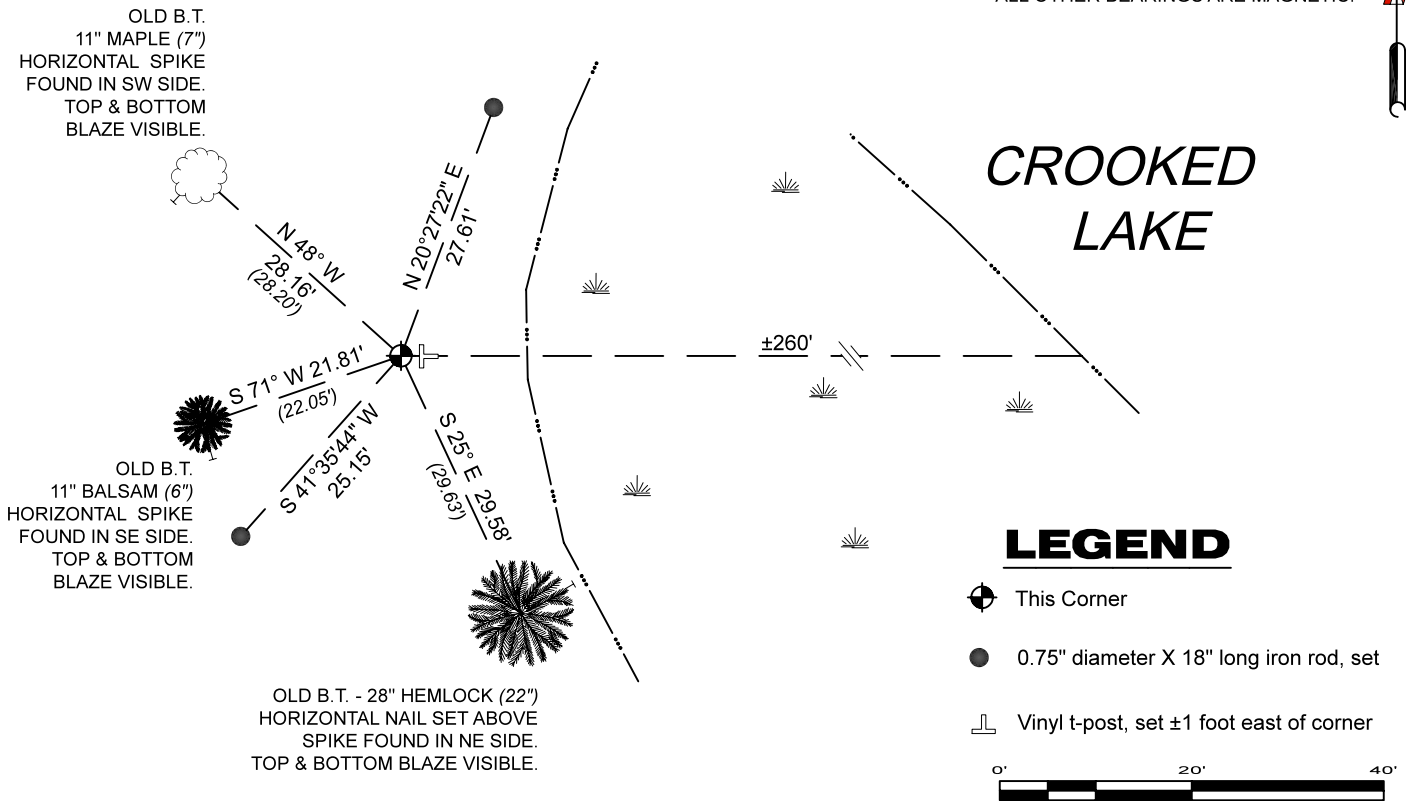 ALL OTHER BEARINGS ARE MAGNETIC.
OLD B.T.
11" MAPLE (7")
HORIZONTAL SPIKE
FOUND IN SW SIDE.
TOP & BOTTOM
BLAZE VISIBLE.
N 20°27'22" E
27.61'
CROOKED
LAKE
N 48° W
28.16'
(28.20')
±260'
S 71° W 21.81'
(22.05')
S 41°35'44" W
25.15'
S 25° E 29.58'
(29.63')
OLD B.T.
11" BALSAM (6")
HORIZONTAL SPIKE
FOUND IN SE SIDE.
TOP & BOTTOM
BLAZE VISIBLE.
OLD B.T. - 28" HEMLOCK (22")
HORIZONTAL NAIL SET ABOVE
SPIKE FOUND IN NE SIDE.
TOP & BOTTOM BLAZE VISIBLE.
LEGEND
This Corner
0.75" diameter X 18" long iron rod, set
Vinyl t-post, set ±1 foot east of corner
0' 20' 40'